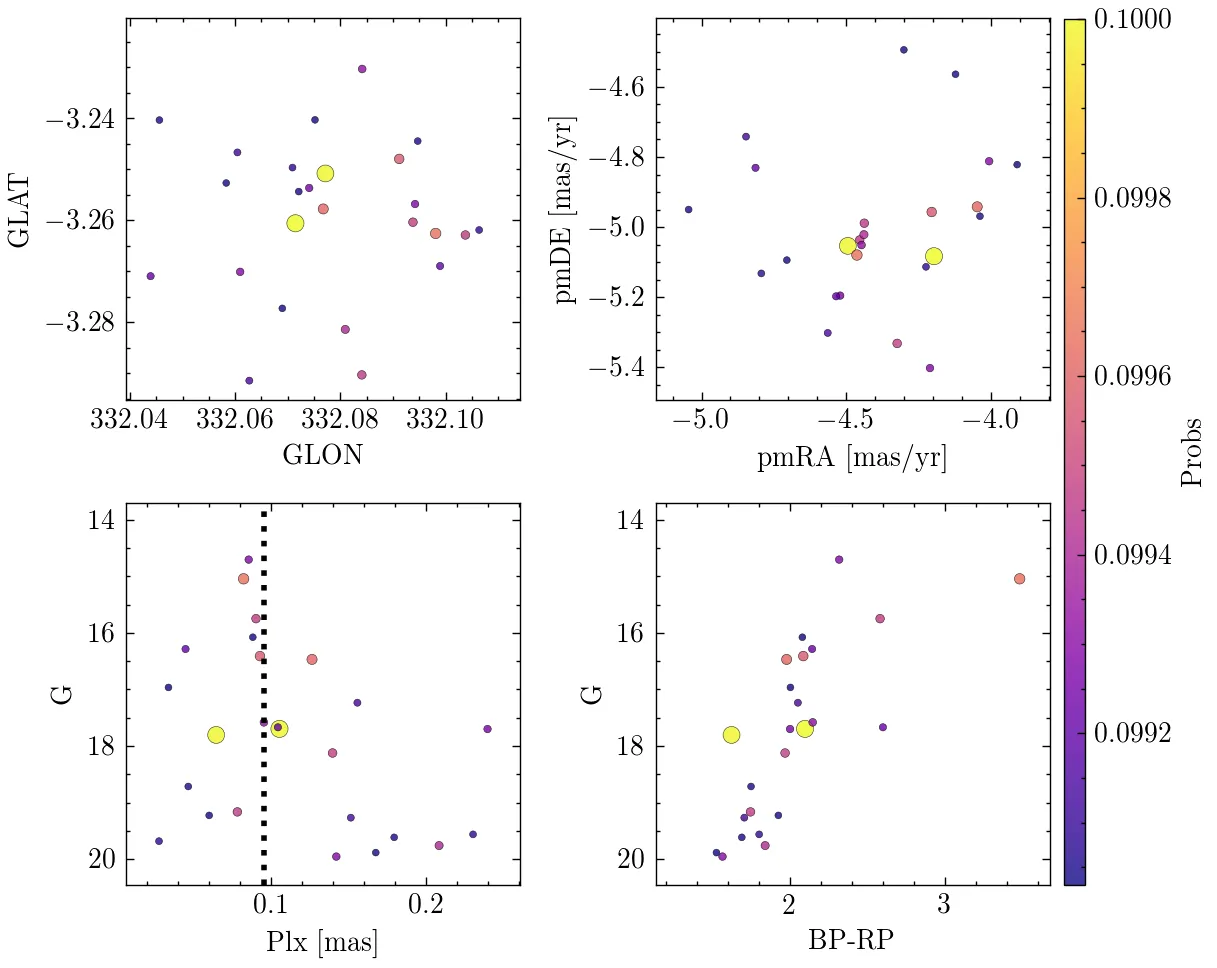 −3.24
−3.26
−3.28
GLAT
332.04 332.06 332.08 332.10
GLON
−4.6
−4.8
−5.0
−5.2
−5.4
pmDE [mas/yr]
−5.0 −4.5 −4.0
pmRA [mas/yr]
0.1000
0.0998
0.0996
0.0994
0.0992
Probs
14
16
18
20
G
0.1 0.2
Plx [mas]
14
16
18
20
G
2 3
BP-RP